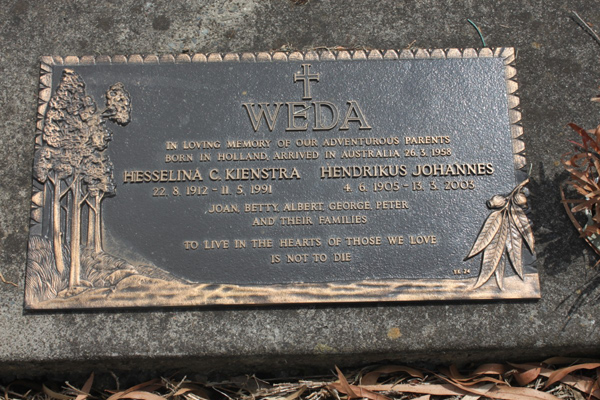 WEDA
IN LOVING MEMORY OF OUR ADVENTUROUS PARENTS
BORN IN HOLLAND, ARRIVED IN AUSTRALIA 26.3.1958
HESSELINA C. KIENSTRA HENDRIKUS JOHANNES
22.8.1912 - 11.5.1991 4.6.1905 - 13.3.2003
JOAN, BETTY, ALBERT, GEORGE, PETER
AND THEIR FAMILIES
TO LIVE IN THE HEARTS OF THOSE WE LOVE
IS NOT TO DIE